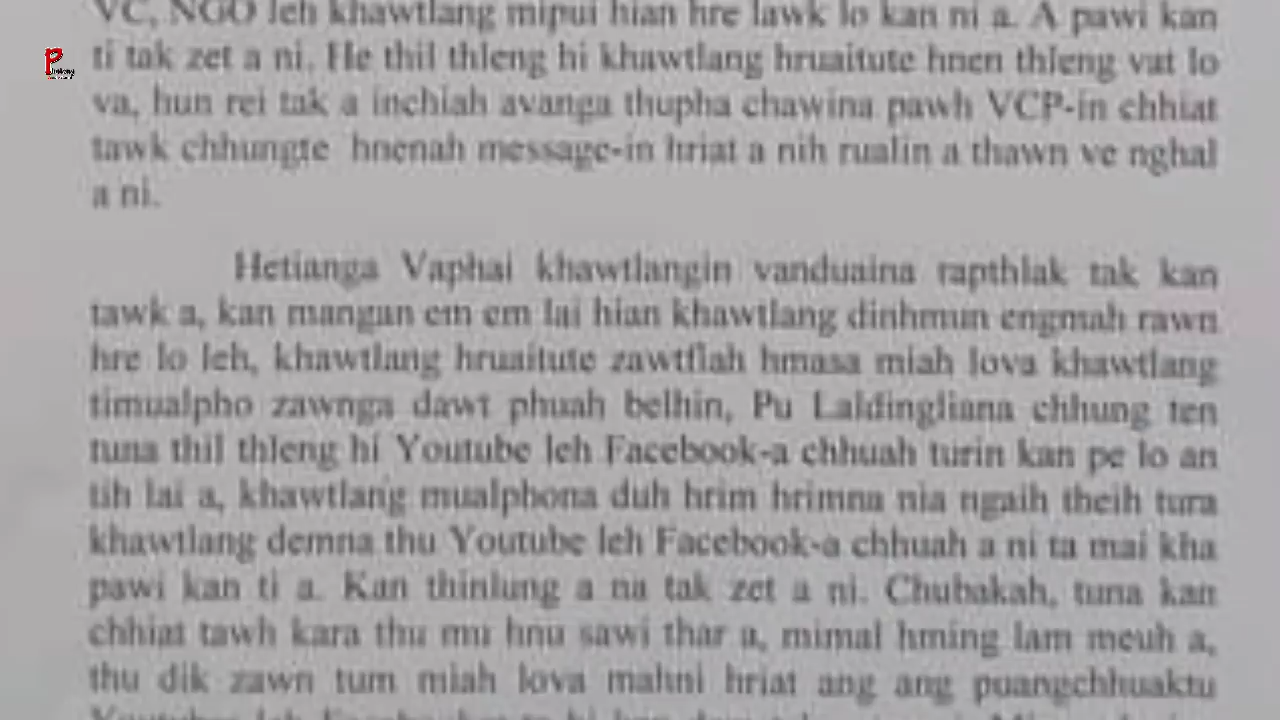 VC, NGO leh khawtlang mipui hian hre lawk lo kan ni a. A pawi kan
ti tak zet a ni. He thil thleng hi khawtlang hruaitute hnen thleng vat lo
va, hun rei tak a inchiah avanga thupha chawina pawh VCP-in chhiat
tawk chhungte hnenah message-in hriat a nih rualin a thawn ve nghal
a ni.
Hetianga Vaphai khawtlangin vanduaina rapthlak tak kan
tawk a, kan mangan em em lai hian khawtlang dinhmun engmah rawn
hre lo leh, khawtlang hruaitute zawtfiah hmasa miah lova khawtlang
timualpho zawnga dawt phuah belhin, Pu Laldingliana chhung ten
tuna thil thleng hi Youtube leh Facebook-a chhuah turin kan pe lo an
tih lai a, khawtlang mualphona duh hrim hrimna nia ngaih theih tura
khawtlang demna thu Youtube leh Facebook-a chhuah a ni ta mai kha
pawi kan ti a. Kan thinlung a na tak zet a ni. Chubakah, tuna kan
chhiat tawh kara thu mu hnu sawi thar a, mimal hming lam meuh a,
thu dik zawn tum miah lova mahni hriat ang ang puangchhuaktu